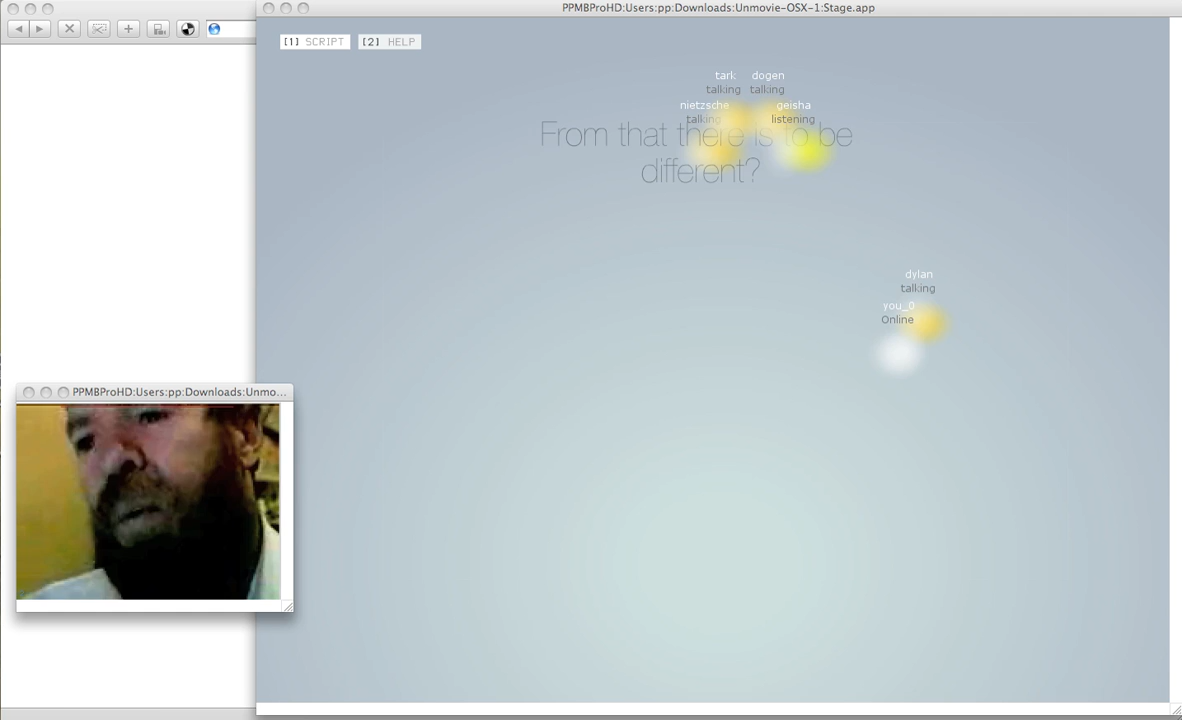 PPMBProHD:Users:pp:Downloads:Unmovie-OSX-1:Stage.app
[1] SCRIPT
[2] HELP
tark
talking
dogen
talking
nietzsche
talking
geisha
listening
From that there is to be
different?
dylan
talking
you_0
Online
PPMBProHD:Users:pp:Downloads:Unmo...